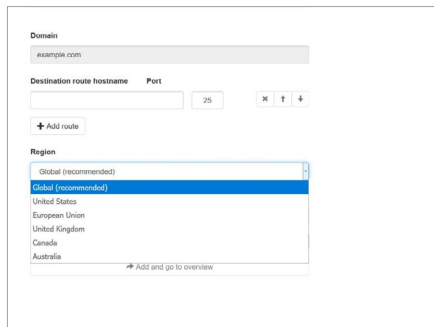 Domain
example.com
Destination route hostname Port
25
Add route
Region
Global (recommended)
Global (recommended)
United States
European Union
United Kingdom
Canada
Australia
Add and go to overview